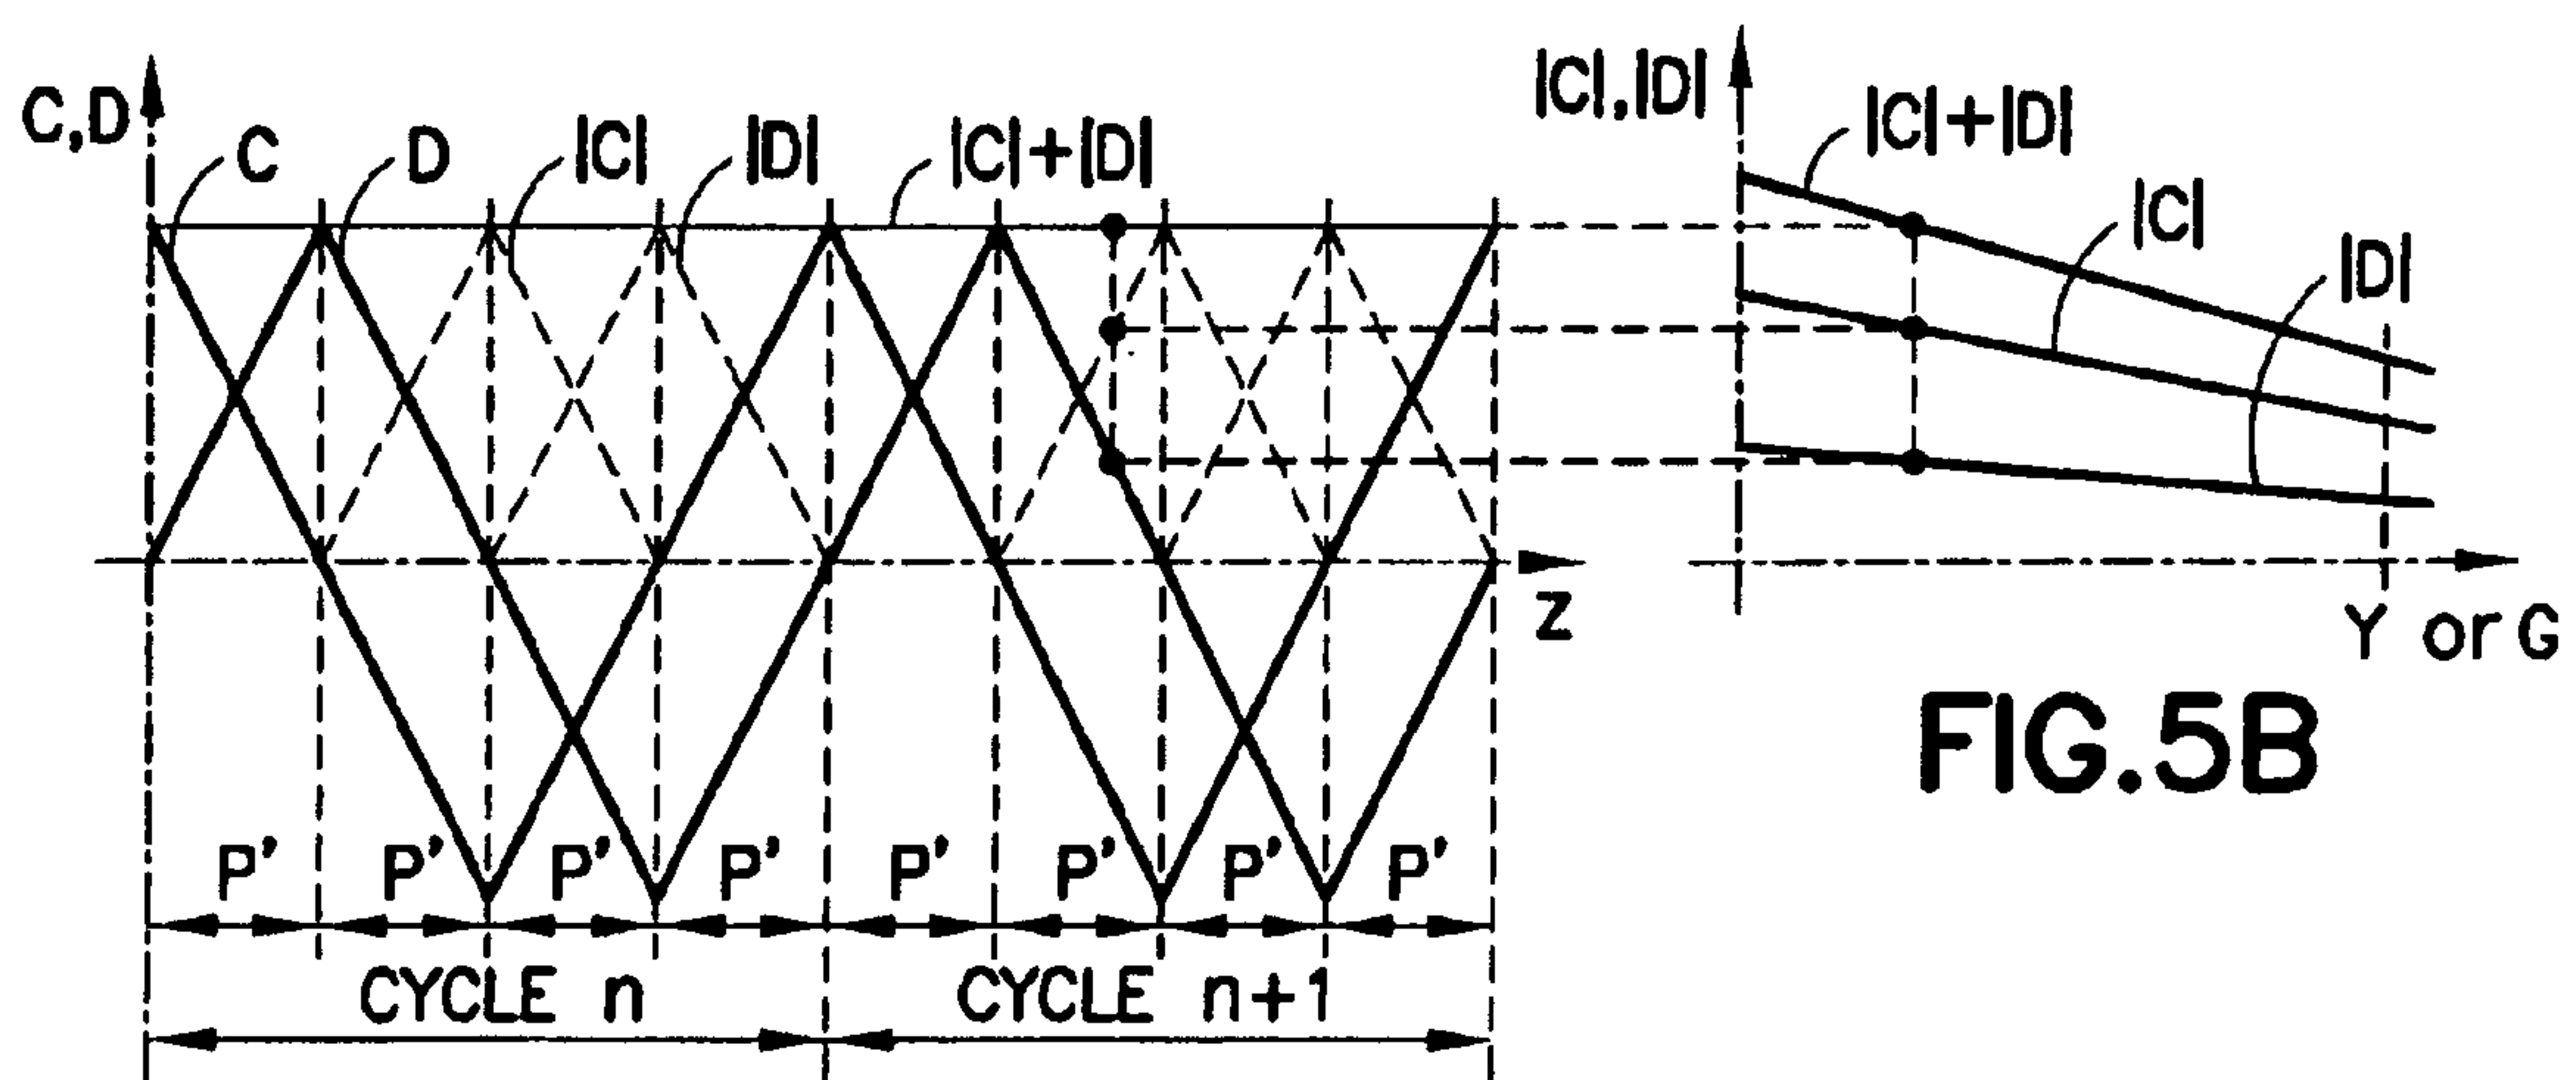 C,D
C
D
|C|
|D|
|C|+|D|
|C|,|D|
|C|+|D|
|C|
|D|
Z
Y or G
FIG.5B
P' P' P' P' P' P' P' P'
CYCLE n CYCLE n+1